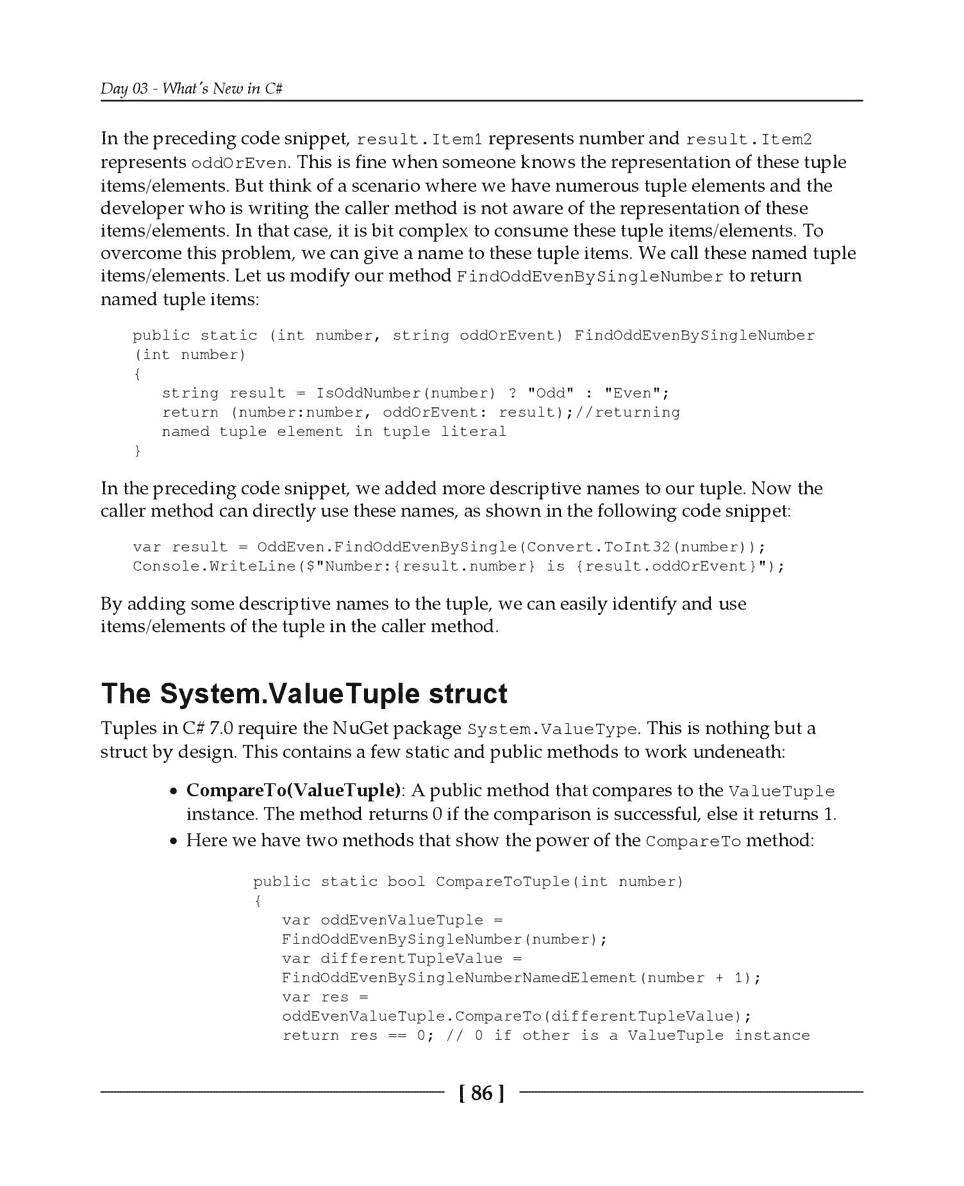 Day 03 - What's New in C#
In the preceding code snippet, result.Item1 represents number and result.Item2
represents oddOrEven. This is fine when someone knows the representation of these tuple
items/elements. But think of a scenario where we have numerous tuple elements and the
developer who is writing the caller method is not aware of the representation of these
items/elements. In that case, it is bit complex to consume these tuple items/elements. To
overcome this problem, we can give a name to these tuple items. We call these named tuple
items/elements. Let us modify our method FindOddEvenBySingleNumber to return
named tuple items:
public static (int number, string oddOrEvent) FindOddEvenBySingleNumber
(int number)
{
string result = IsOddNumber(number) ? "Odd" : "Even";
return (number:number, oddOrEvent: result);//returning
named tuple element in tuple literal
}
In the preceding code snippet, we added more descriptive names to our tuple. Now the
caller method can directly use these names, as shown in the following code snippet:
var result = OddEven.FindOddEvenBySingle(Convert.ToInt32(number));
Console.WriteLine($"Number:{result.number} is {result.oddOrEvent}");
By adding some descriptive names to the tuple, we can easily identify and use
items/elements of the tuple in the caller method.
The System.ValueTuple struct
Tuples in C# 7.0 require the NuGet package System.ValueType. This is nothing but a
struct by design. This contains a few static and public methods to work undeneath:
• CompareTo(ValueTuple): A public method that compares to the ValueTuple
instance. The method returns 0 if the comparison is successful, else it returns 1.
• Here we have two methods that show the power of the CompareTo method:
public static bool CompareToTuple(int number)
{
var oddEvenValueTuple =
FindOddEvenBySingleNumber(number);
var differentTupleValue =
FindOddEvenBySingleNumberNamedElement(number + 1);
var res =
oddEvenValueTuple.CompareTo(differentTupleValue);
return res == 0; // 0 if other is a ValueTuple instance
[ 86 ]